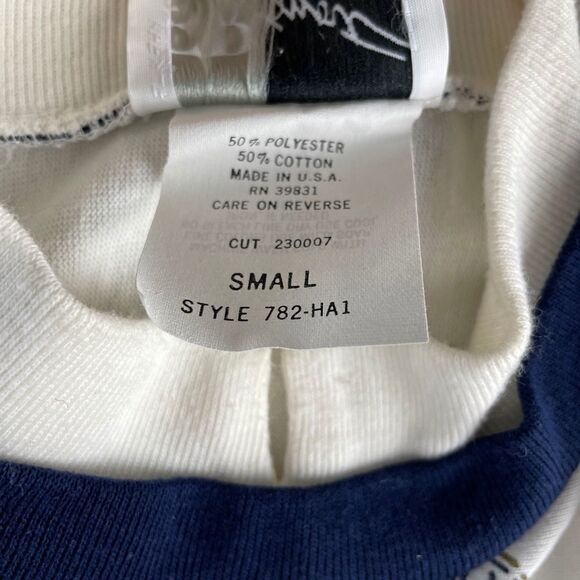 50% POLYESTER
50% COTTON
MADE IN U.S.A.
RN 39831
CARE ON REVERSE
CUT 230007
SMALL
STYLE 782-HA1